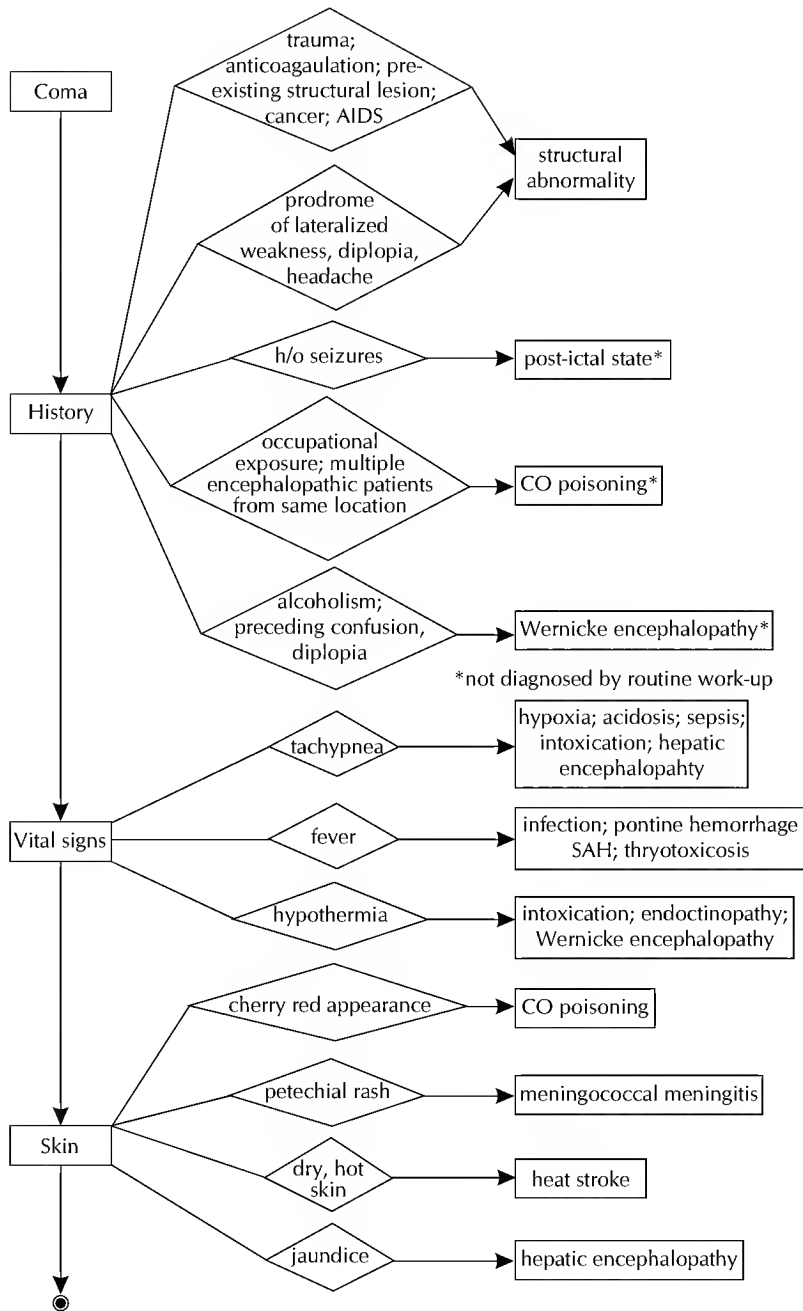 Coma
trauma;
anticoagaulation; pre-
existing structural lesion;
cancer; AIDS
structural
abnormality
prodrome
of lateralized
weakness, diplopia,
headache
h/o seizures
post-ictal state*
History
occupational
exposure; multiple
encephalopathic patients
from same location
CO poisoning*
alcoholism;
preceding confusion,
diplopia
Wernicke encephalopathy*
*not diagnosed by routine work-up
tachypnea
hypoxia; acidosis; sepsis;
intoxication; hepatic
encephalopahty
Vital signs
fever
infection; pontine hemorrhage
SAH; thryotoxicosis
hypothermia
intoxication; endoctinopathy;
Wernicke encephalopathy
cherry red appearance
CO poisoning
petechial rash
meningococcal meningitis
Skin
dry, hot
skin
heat stroke
jaundice
hepatic encephalopathy